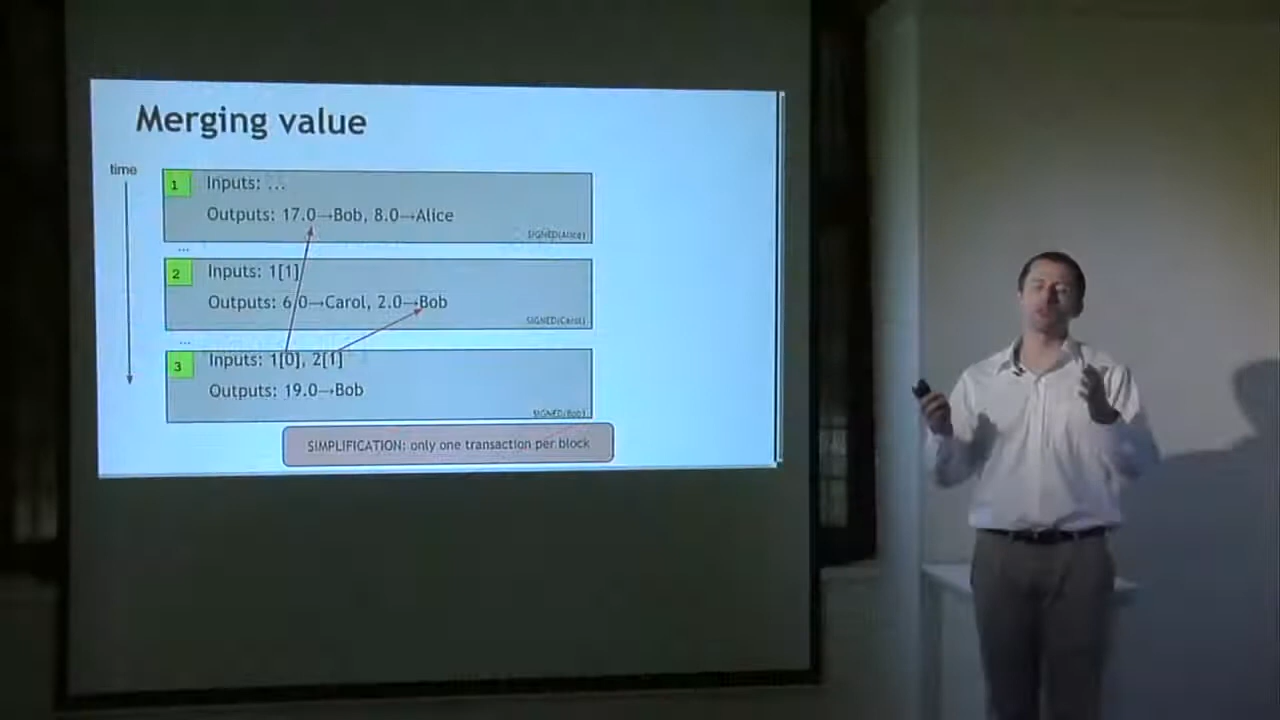 Merging value
time
1
Inputs: ...
Outputs: 17.0→Bob, 8.0→Alice
SIGNED(Alice)
...
2
Inputs: 1[1]
Outputs: 6.0→Carol, 2.0→Bob
SIGNED(Carol)
...
3
Inputs: 1[0], 2[1]
Outputs: 19.0→Bob
SIGNED(Bob)
SIMPLIFICATION: only one transaction per block